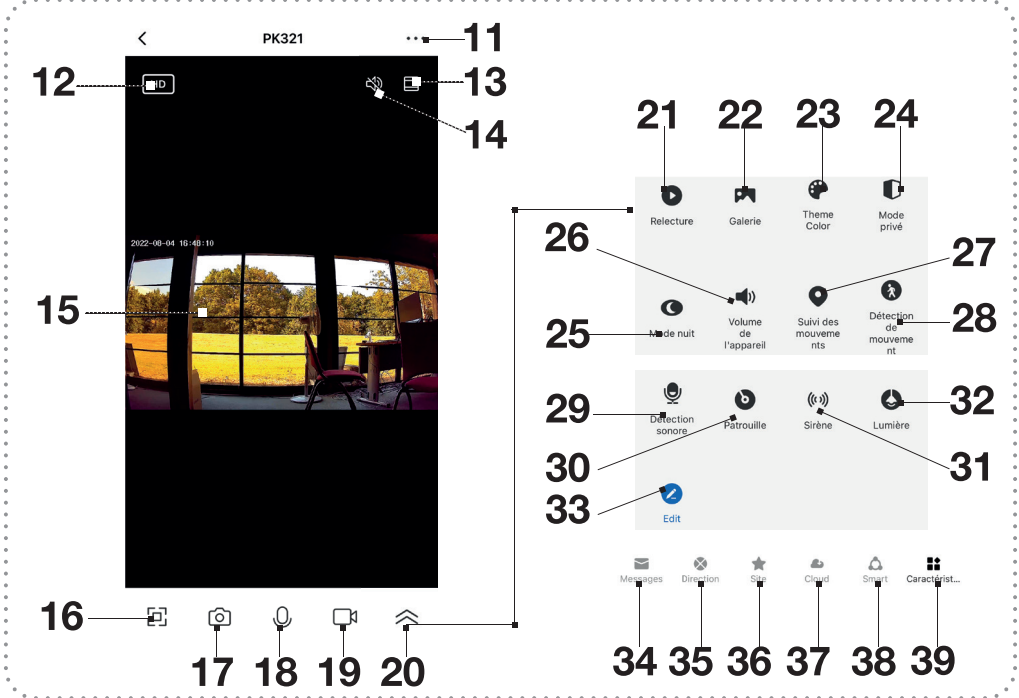 PK321
11
12
HD
13
14
2022-08-04 16:48:10
15
16
17
18
19
20
21
22
23
24
Relecture
Galerie
Theme
Color
Mode
privé
26
27
25
28
Mode nuit
Volume
de
l'appareil
Suivi des
mouveme
nts
Détection
de
mouveme
nt
29
32
Détection
sonore
Patrouille
Sirène
Lumière
30
31
33
Edit
Messages
Direction
Site
Cloud
Smart
Caractérist...
34
35
36
37
38
39